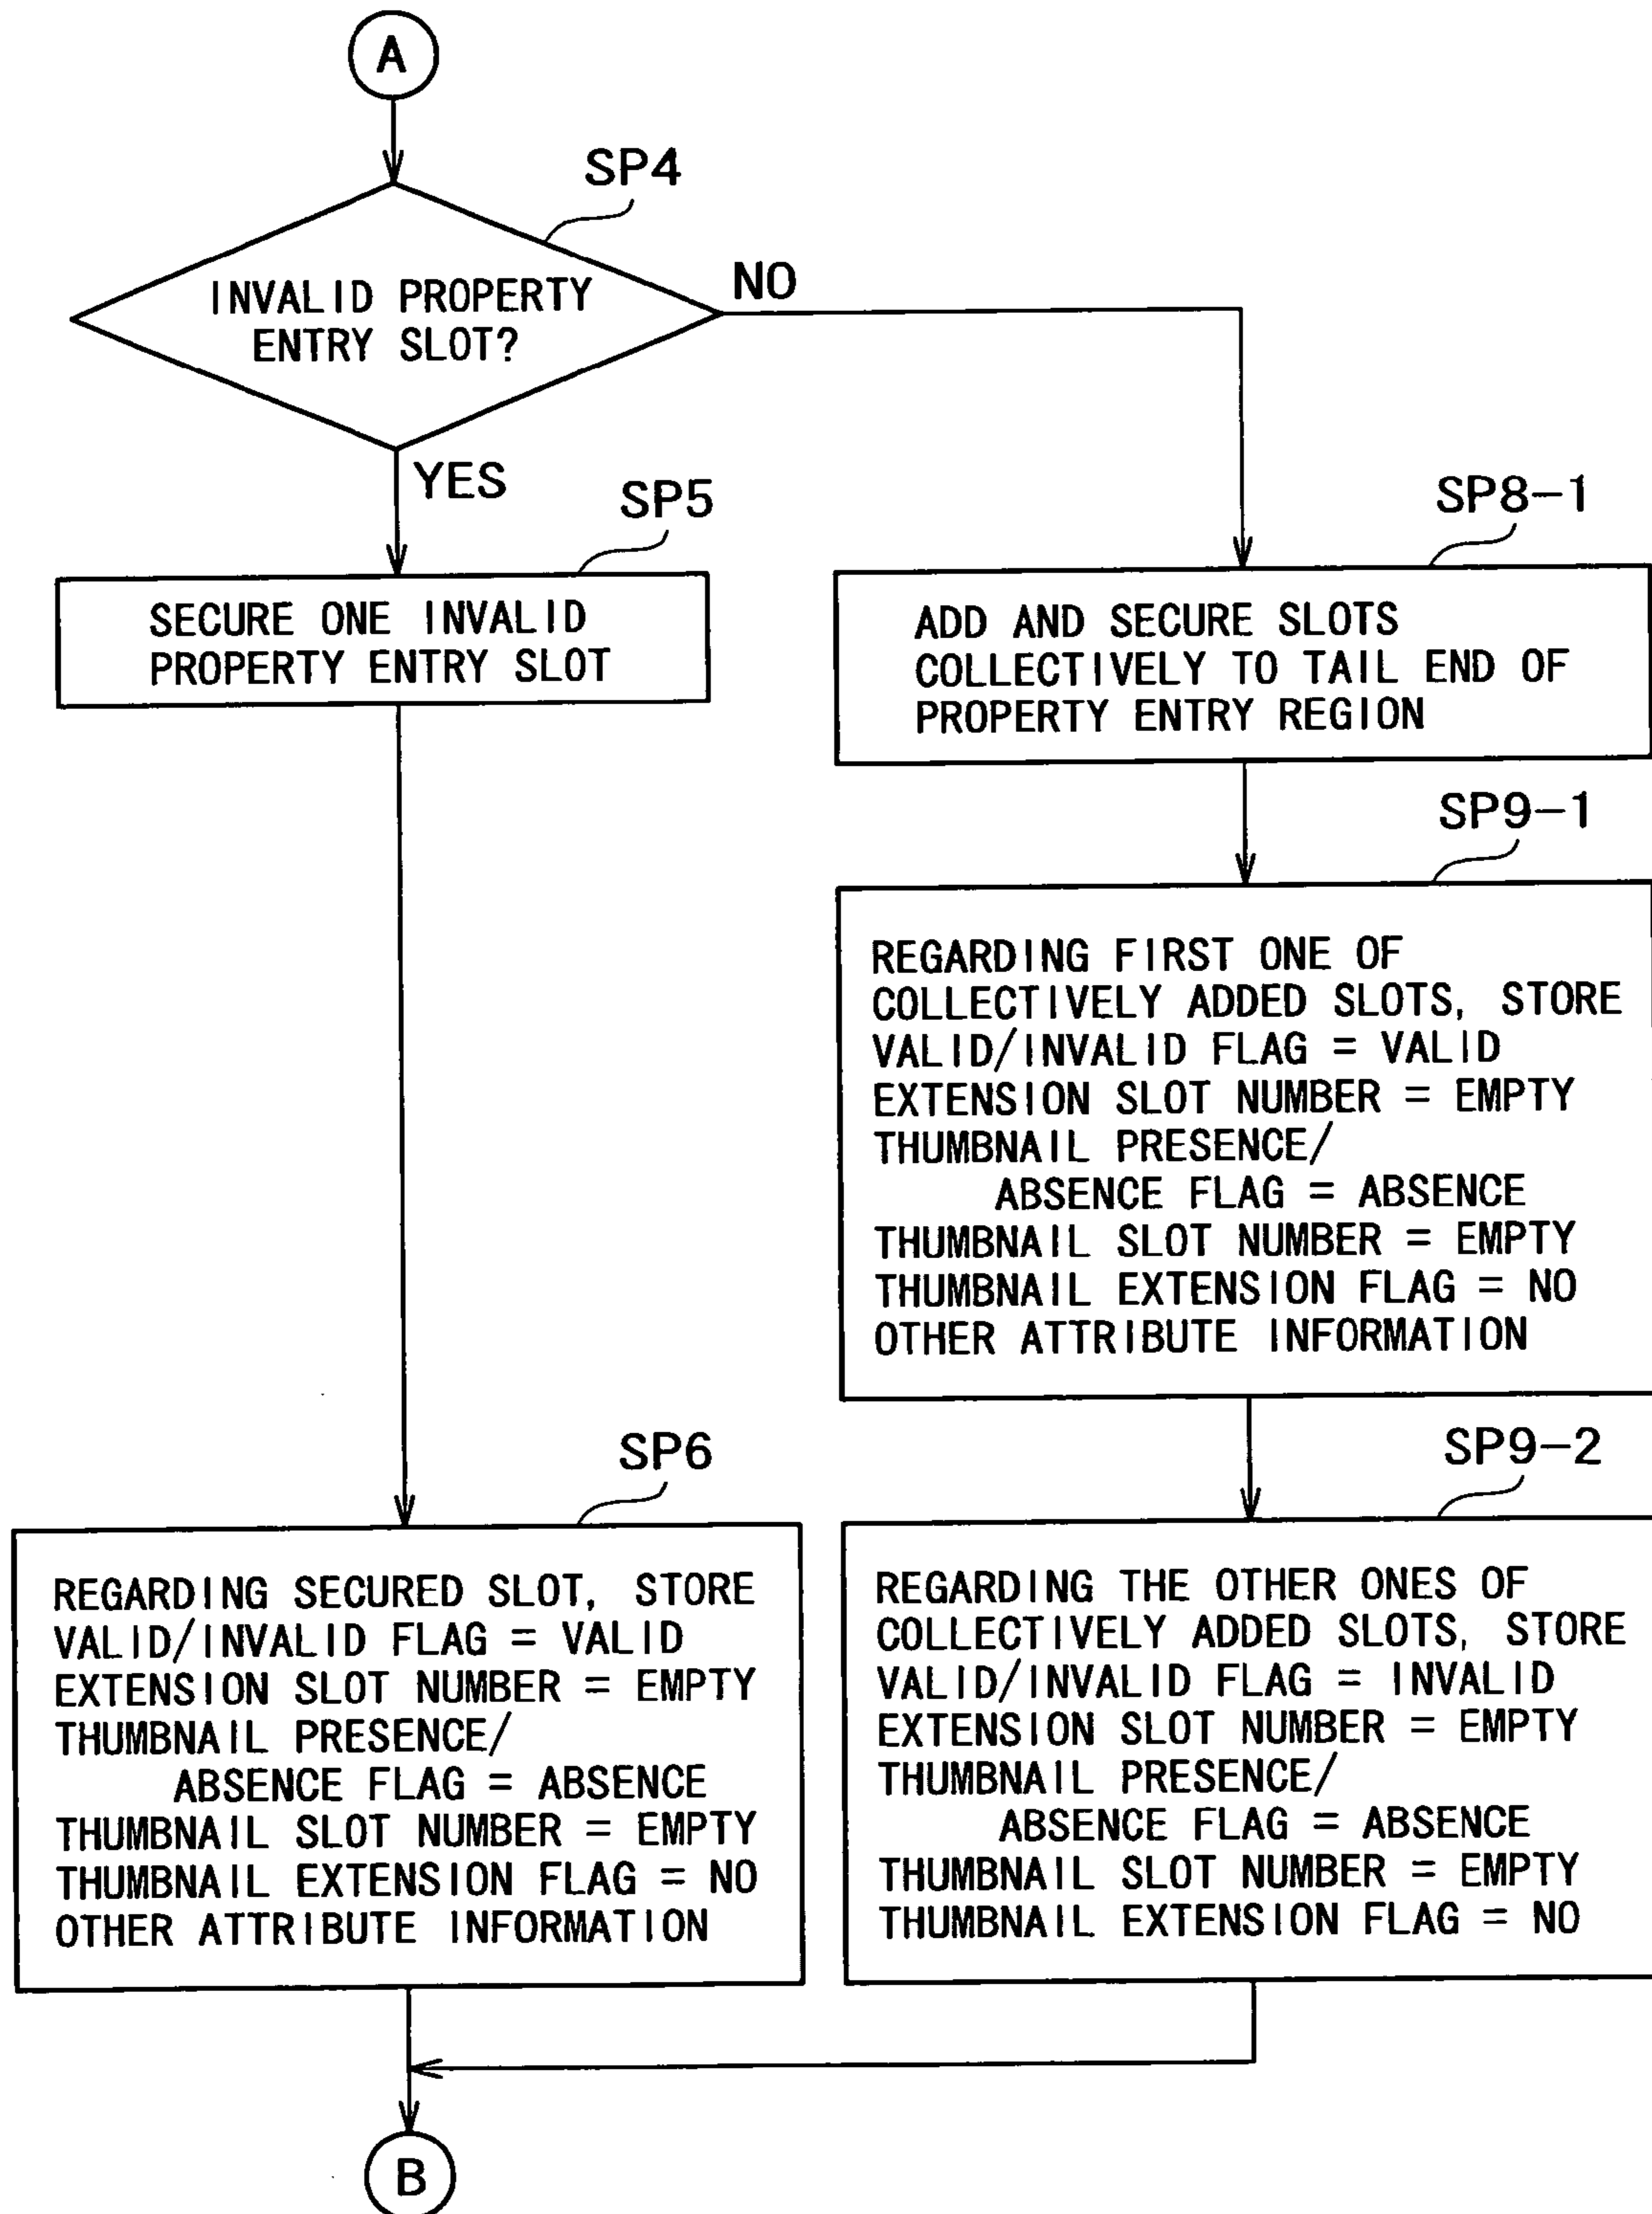 A
SP4
INVALID PROPERTY
ENTRY SLOT?
NO
YES
SP5
SECURE ONE INVALID
PROPERTY ENTRY SLOT
SP8-1
ADD AND SECURE SLOTS
COLLECTIVELY TO TAIL END OF
PROPERTY ENTRY REGION
SP9-1
REGARDING FIRST ONE OF
COLLECTIVELY ADDED SLOTS, STORE
VALID/INVALID FLAG = VALID
EXTENSION SLOT NUMBER = EMPTY
THUMBNAIL PRESENCE/
ABSENCE FLAG = ABSENCE
THUMBNAIL SLOT NUMBER = EMPTY
THUMBNAIL EXTENSION FLAG = NO
OTHER ATTRIBUTE INFORMATION
SP6
REGARDING SECURED SLOT, STORE
VALID/INVALID FLAG = VALID
EXTENSION SLOT NUMBER = EMPTY
THUMBNAIL PRESENCE/
ABSENCE FLAG = ABSENCE
THUMBNAIL SLOT NUMBER = EMPTY
THUMBNAIL EXTENSION FLAG = NO
OTHER ATTRIBUTE INFORMATION
SP9-2
REGARDING THE OTHER ONES OF
COLLECTIVELY ADDED SLOTS, STORE
VALID/INVALID FLAG = INVALID
EXTENSION SLOT NUMBER = EMPTY
THUMBNAIL PRESENCE/
ABSENCE FLAG = ABSENCE
THUMBNAIL SLOT NUMBER = EMPTY
THUMBNAIL EXTENSION FLAG = NO
B